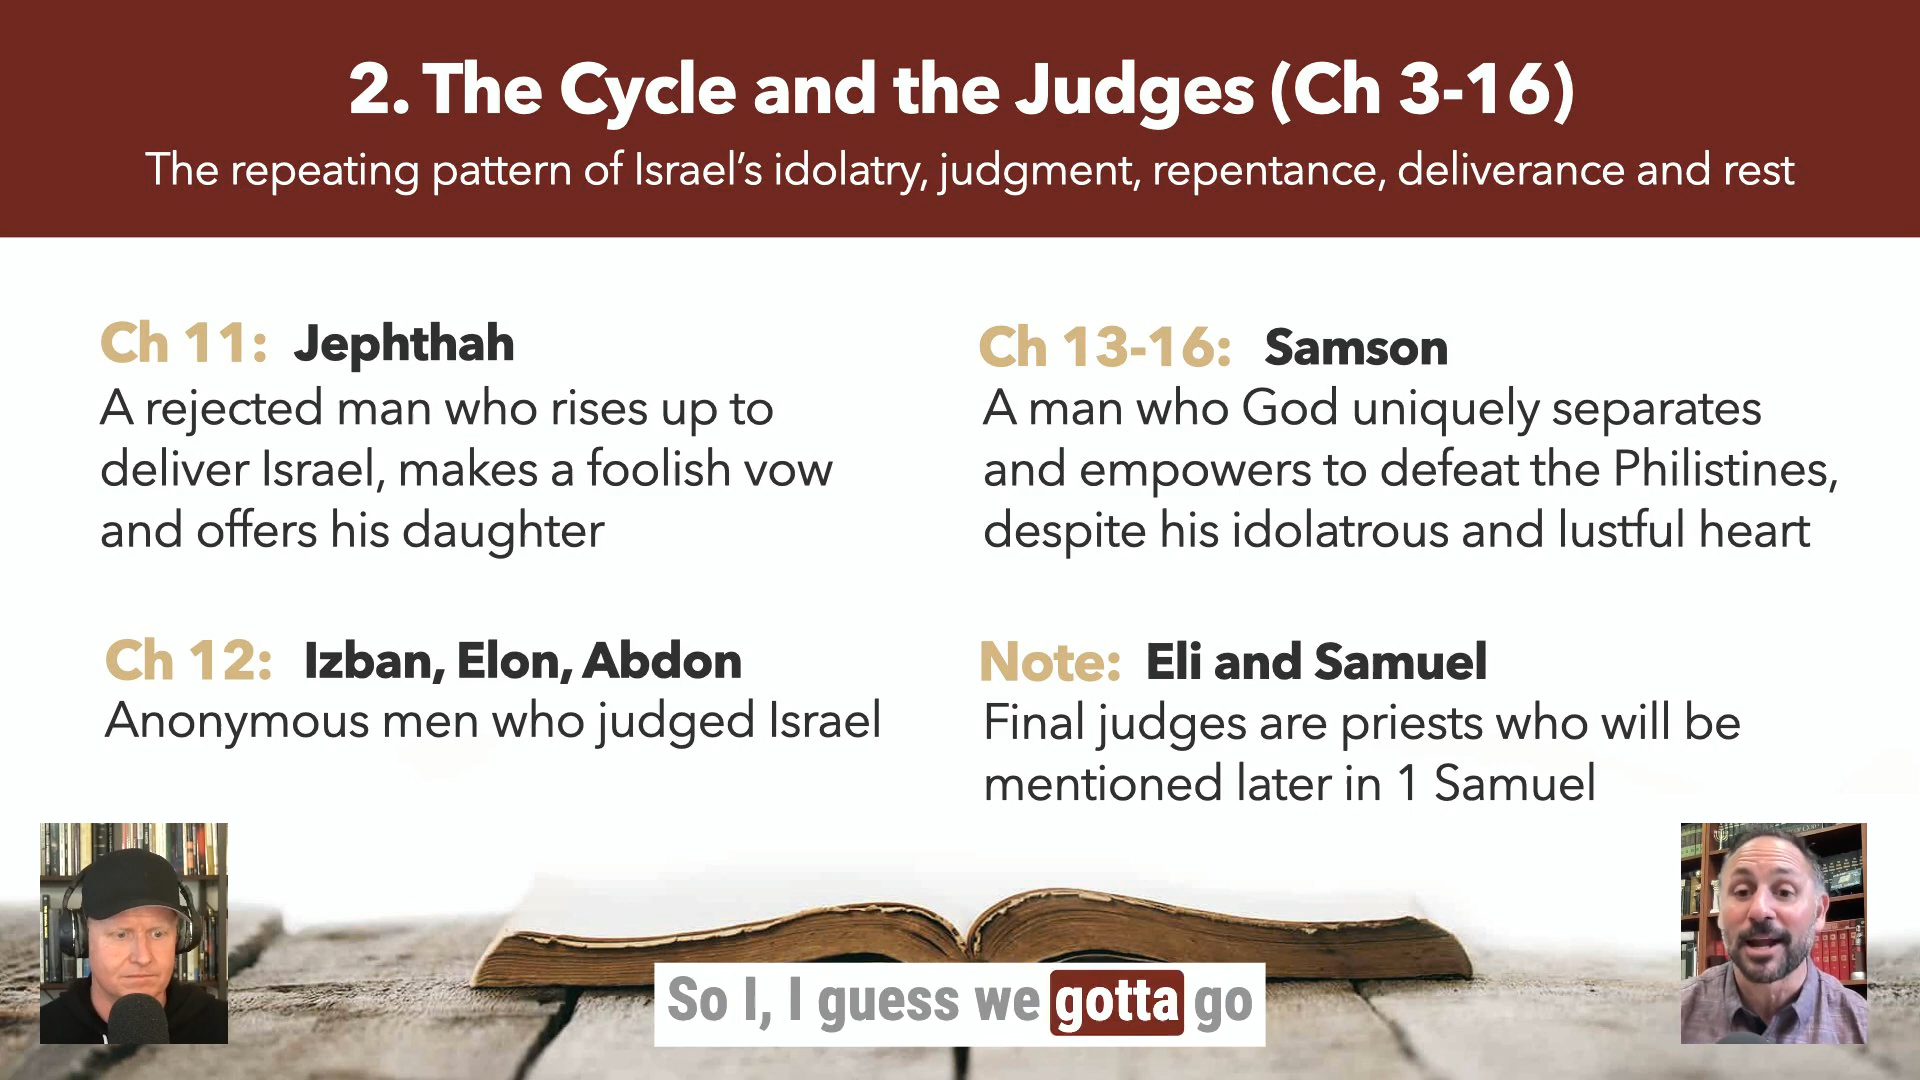 2. The Cycle and the Judges (Ch 3-16)
The repeating pattern of Israel’s idolatry, judgment, repentance, deliverance and rest
Ch 11: Jephthah
A rejected man who rises up to
deliver Israel, makes a foolish vow
and offers his daughter
Ch 12: Izban, Elon, Abdon
Anonymous men who judged Israel
Ch 13-16: Samson
A man who God uniquely separates
and empowers to defeat the Philistines,
despite his idolatrous and lustful heart
Note: Eli and Samuel
Final judges are priests who will be
mentioned later in 1 Samuel
So I, I guess we gotta go